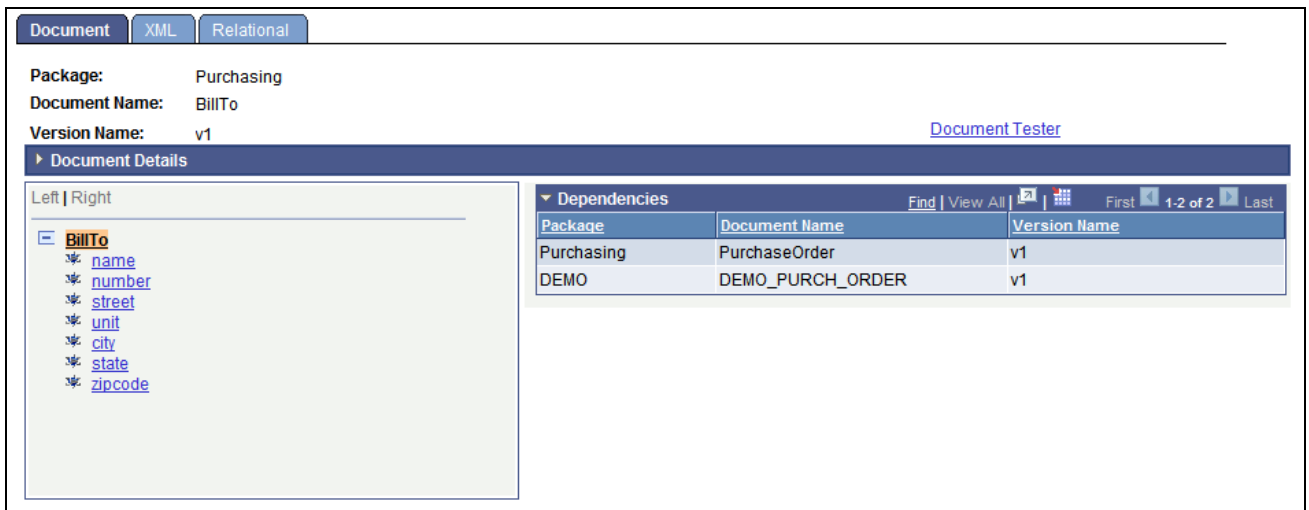 Document XML Relational
Package: Purchasing
Document Name: BillTo
Version Name: v1 Document Tester
Document Details
Left | Right
BillTo
name
number
street
unit
city
state
zipcode
Dependencies Find | View All | | First 1-2 of 2 Last
Package Document Name Version Name
Purchasing PurchaseOrder v1
DEMO DEMO_PURCH_ORDER v1